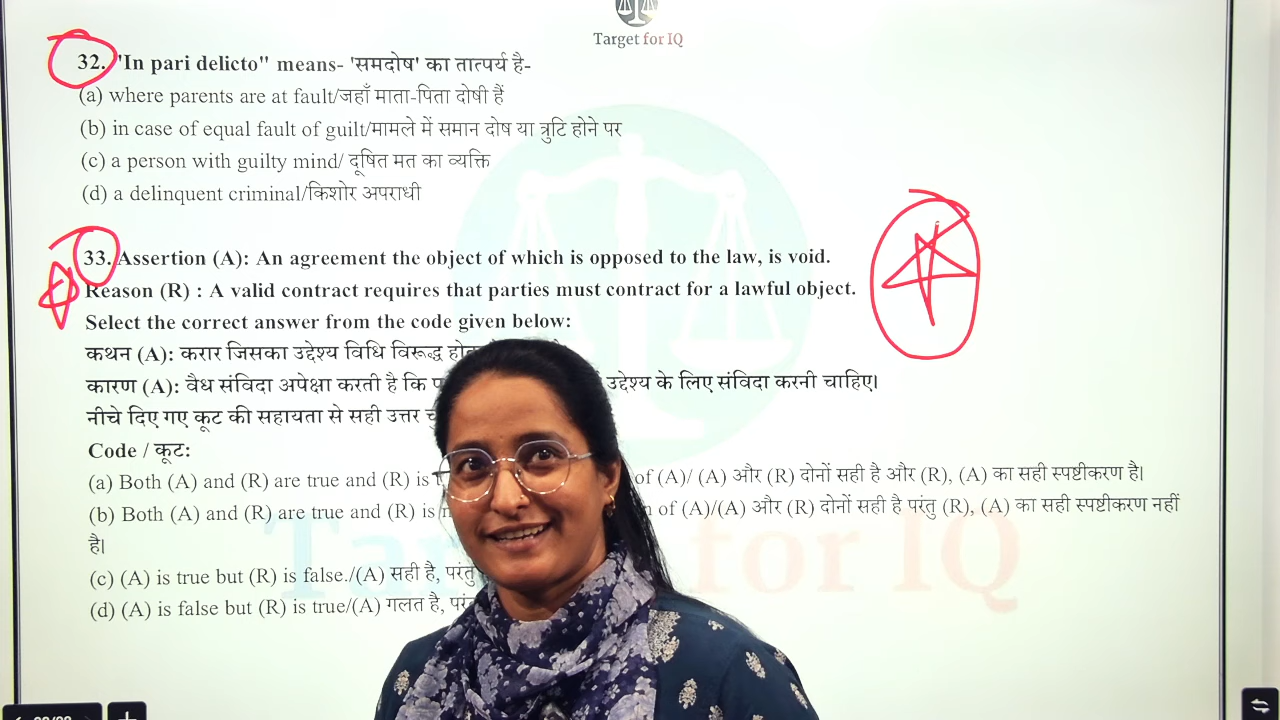 Target for IQ
32. "In pari delicto" means- 'समदोष' का तात्पर्य है-
(a) where parents are at fault/जहाँ माता-पिता दोषी हैं
(b) in case of equal fault of guilt/मामले में समान दोष या त्रुटि होने पर
(c) a person with guilty mind/ दूषित मत का व्यक्ति
(d) a delinquent criminal/किशोर अपराधी
33. Assertion (A): An agreement the object of which is opposed to the law, is void.
Reason (R) : A valid contract requires that parties must contract for a lawful object.
Select the correct answer from the code given below:
कथन (A): करार जिसका उद्देश्य विधि विरूद्ध
कारण (A): वैध संविदा अपेक्षा करती है कि उद्देश्य के लिए संविदा करनी चाहिए।
नीचे दिए गए कूट की सहायता से सही उत्तर
Code / कूट:
(a) Both (A) and (R) are true and (R) is of (A)/ (A) और (R) दोनों सही है और (R), (A) का सही स्पष्टीकरण है।
(b) Both (A) and (R) are true and (R) is of (A)/(A) और (R) दोनों सही है परंतु (R), (A) का सही स्पष्टीकरण नहीं
है।
(c) (A) is true but (R) is false./(A) सही है, परंतु
(d) (A) is false but (R) is true/(A) गलत है,
Target for IQ